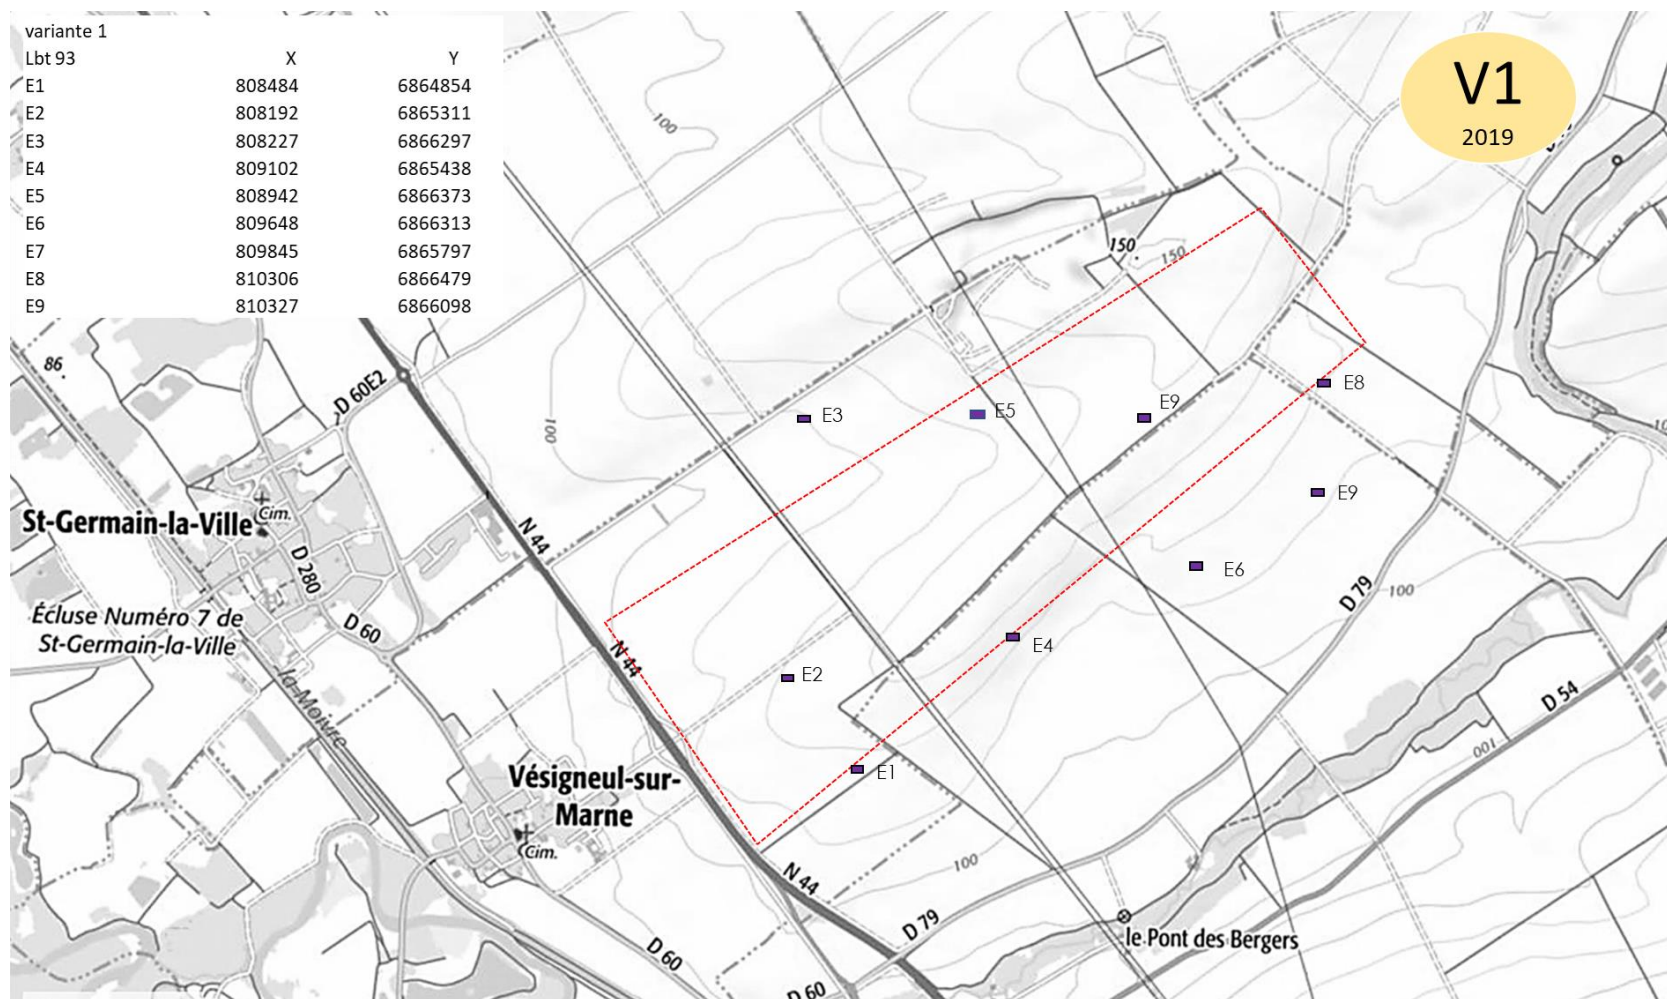 variante 1
Lbt 93 X Y
E1 808484 6864854
E2 808192 6865311
E3 808227 6866297
E4 809102 6865438
E5 808942 6866373
E6 809648 6866313
E7 809845 6865797
E8 810306 6866479
E9 810327 6866098
V1
2019
100
150
150
86
D 60E2
E8
E3
E5
E9
100
E9
St-Germain-la-Ville
Cim.
N 44
D 280
E6
D 79
100
Écluse Numéro 7 de
St-Germain-la-Ville
D 60
N 44
E4
E2
la Moivre
D 54
100
E1
Vésigneul-sur-
Marne
Cim.
100
N 44
D 79
le Pont des Bergers
D 60
D 60